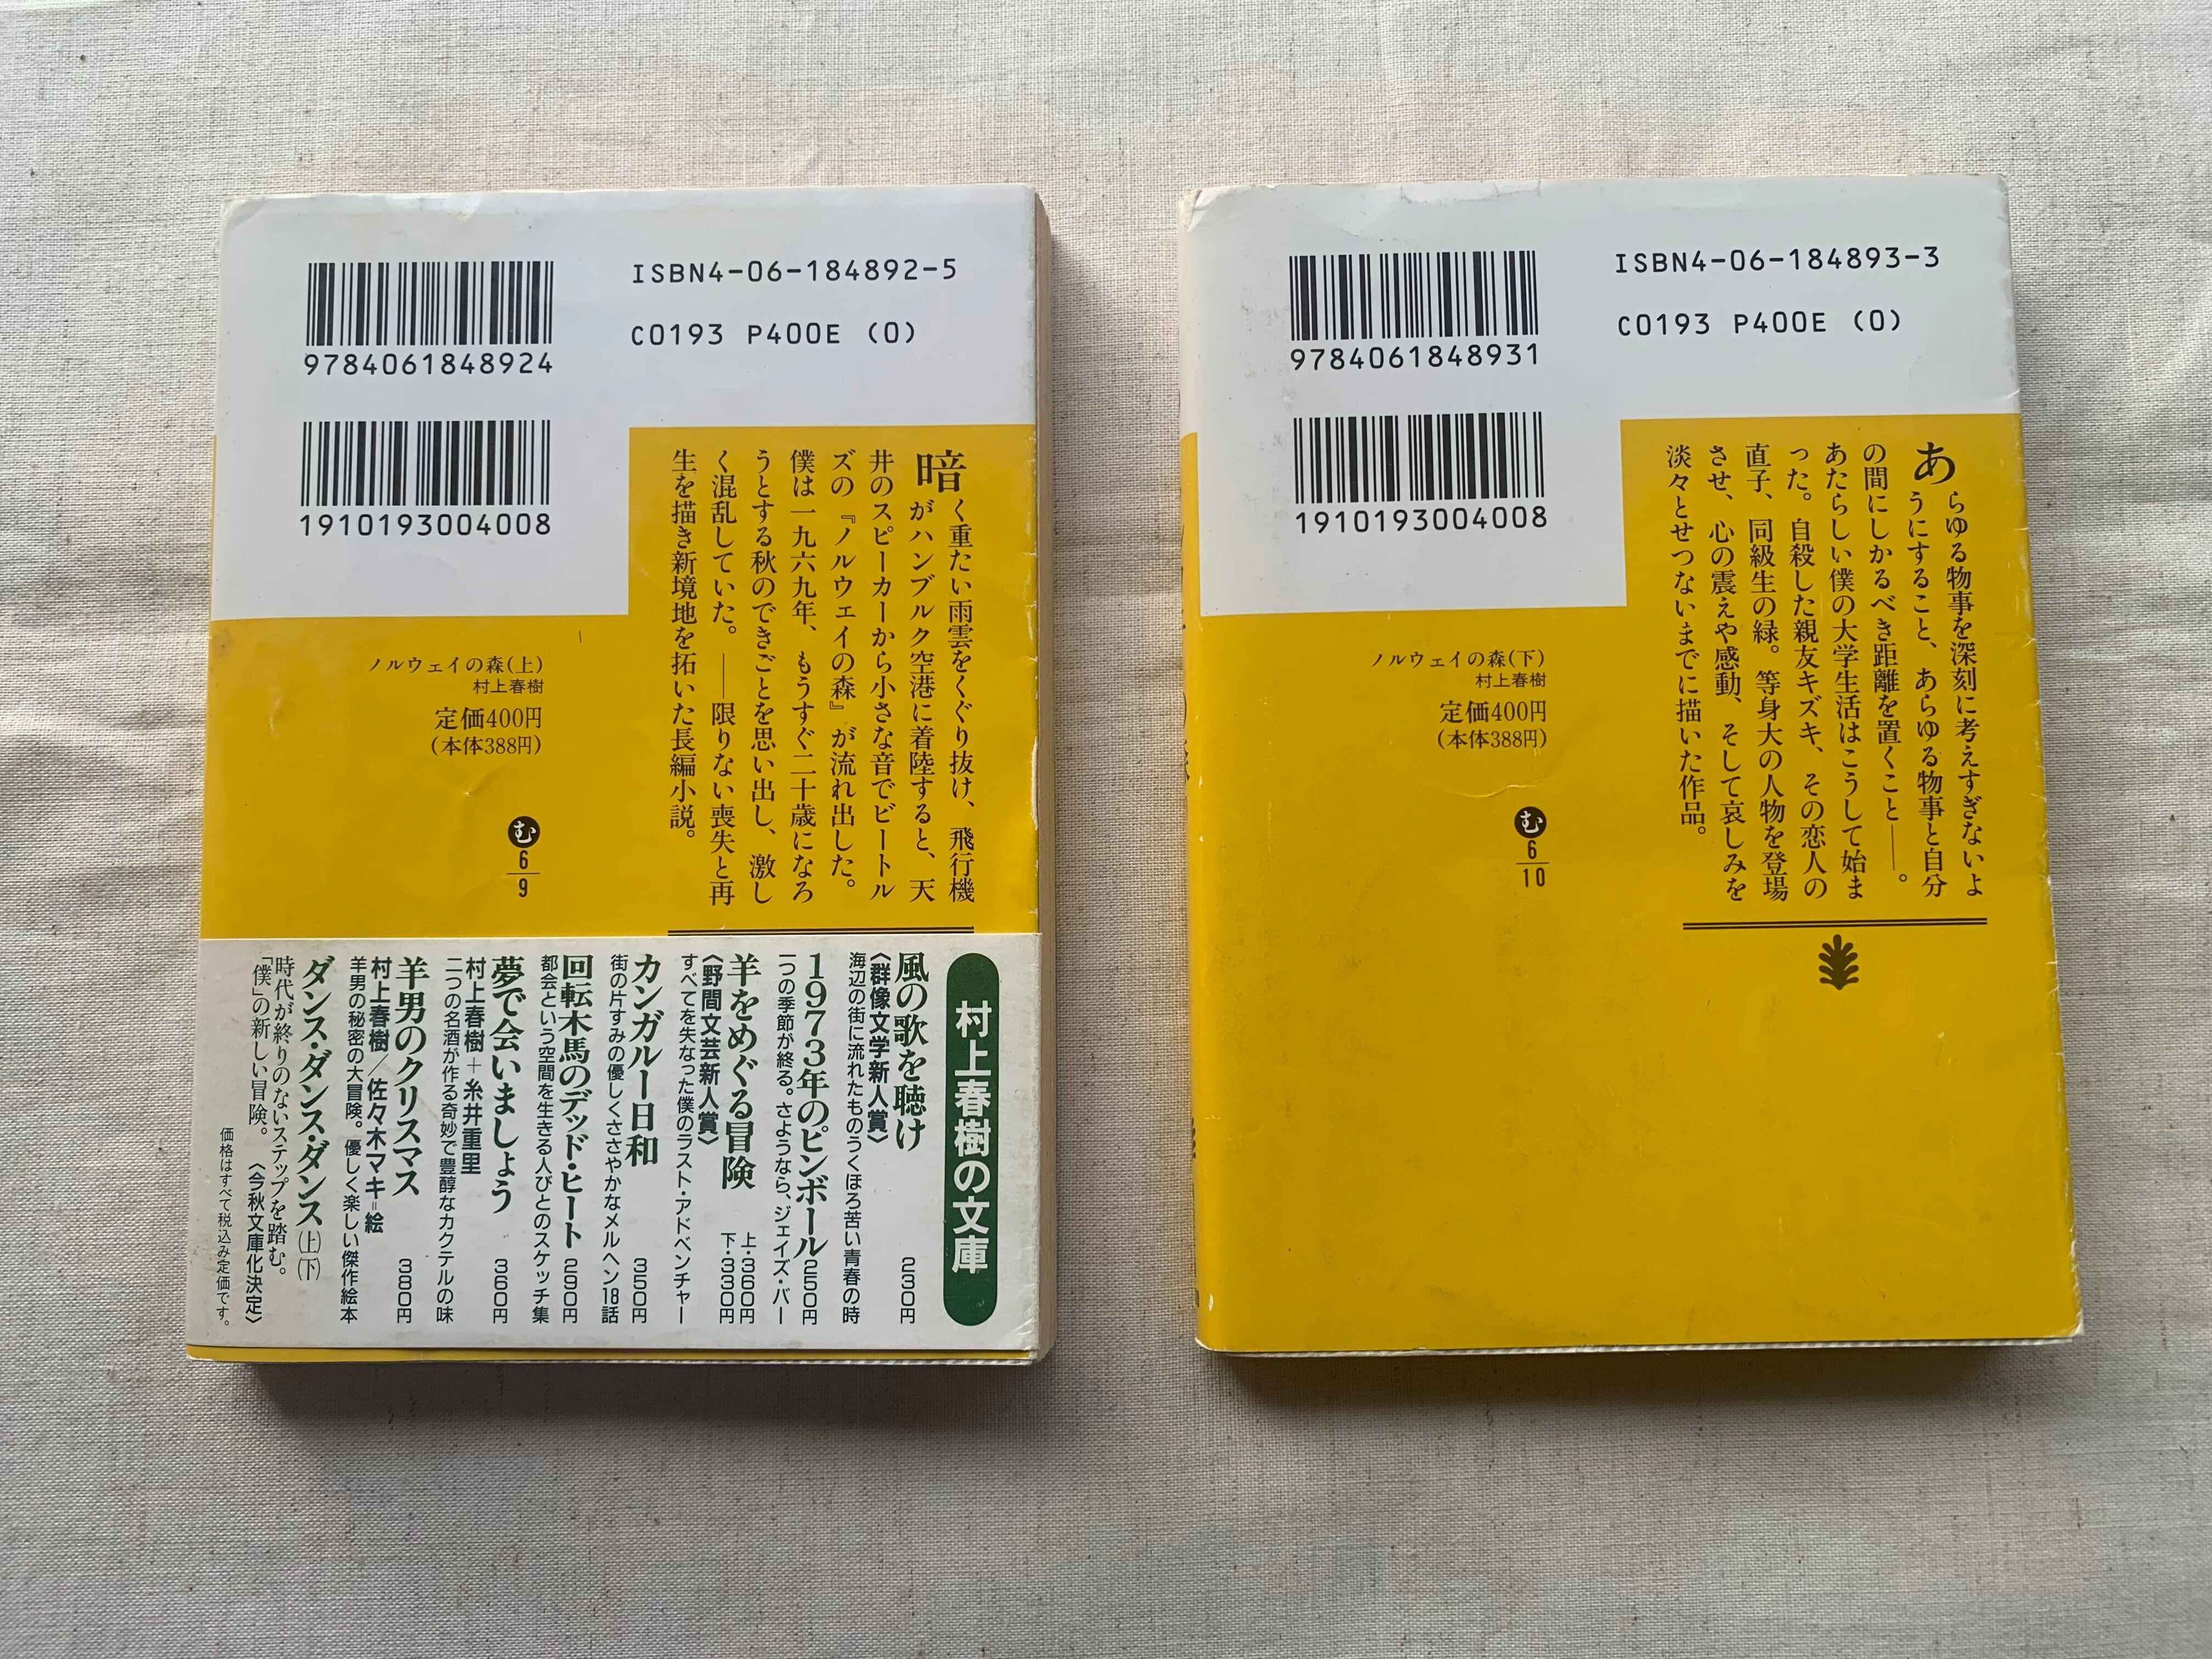 9784061848924
ISBN4-06-184892-5
C0193 P400E (0)
1910193004008
暗く重たい雨雲をくぐり抜け、飛行機
がハンブルク空港に着陸すると、天
井のスピーカーから小さな音でビートル
ズの『ノルウェイの森』が流れ出した。
僕は一九六九年、もうすぐ二十歳になろ
うとする秋のできごとを思い出し、激し
く混乱していた。——限りない喪失と再
生を描き新境地を拓いた長編小説。
ノルウェイの森(上)
村上春樹
定価400円
(本体388円)
む
6
9
村上春樹の文庫
風の歌を聴け 230円
〈群像文学新人賞〉
海辺の街に流れたものうくほろ苦い青春の時
1973年のピンボール 250円
一つの季節が終る。さようなら、ジェイズ・バー
羊をめぐる冒険 上・360円 下・330円
〈野間文芸新人賞〉
すべてを失なった僕のラスト・アドベンチャー
カンガルー日和 350円
街の片すみの優しくささやかなメルヘン18話
回転木馬のデッド・ヒート 290円
都会という空間を生きる人びとのスケッチ集
夢で会いましょう 360円
村上春樹+糸井重里
二つの名酒が作る奇妙で豊醇なカクテルの味
羊男のクリスマス 380円
村上春樹/佐々木マキ=絵
羊男の秘密の大冒険。優しく楽しい傑作絵本
ダンス・ダンス・ダンス(上)(下)
時代が終りのないステップを踏む。
「僕」の新しい冒険。〈今秋文庫化決定〉
価格はすべて税込み定価です。
9784061848931
ISBN4-06-184893-3
C0193 P400E (0)
1910193004008
あらゆる物事を深刻に考えすぎないよ
うにすること、あらゆる物事と自分
の間にしかるべき距離を置くこと——。
あたらしい僕の大学生活はこうして始ま
った。自殺した親友キズキ、その恋人の
直子、同級生の緑。等身大の人物を登場
させ、心の震えや感動、そして哀しみを
淡々とせつないまでに描いた作品。
ノルウェイの森(下)
村上春樹
定価400円
(本体388円)
む
6
10